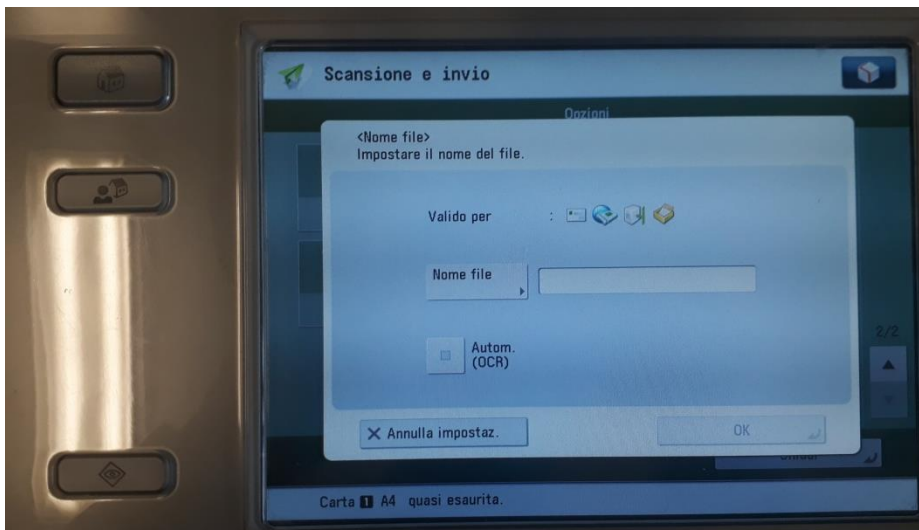 Scansione e invio
Opzioni
<Nome file>
Impostare il nome del file.
Valido per :
Nome file
Autom.
(OCR)
2/2
× Annulla impostaz.
OK
Carta 1 A4 quasi esaurita.